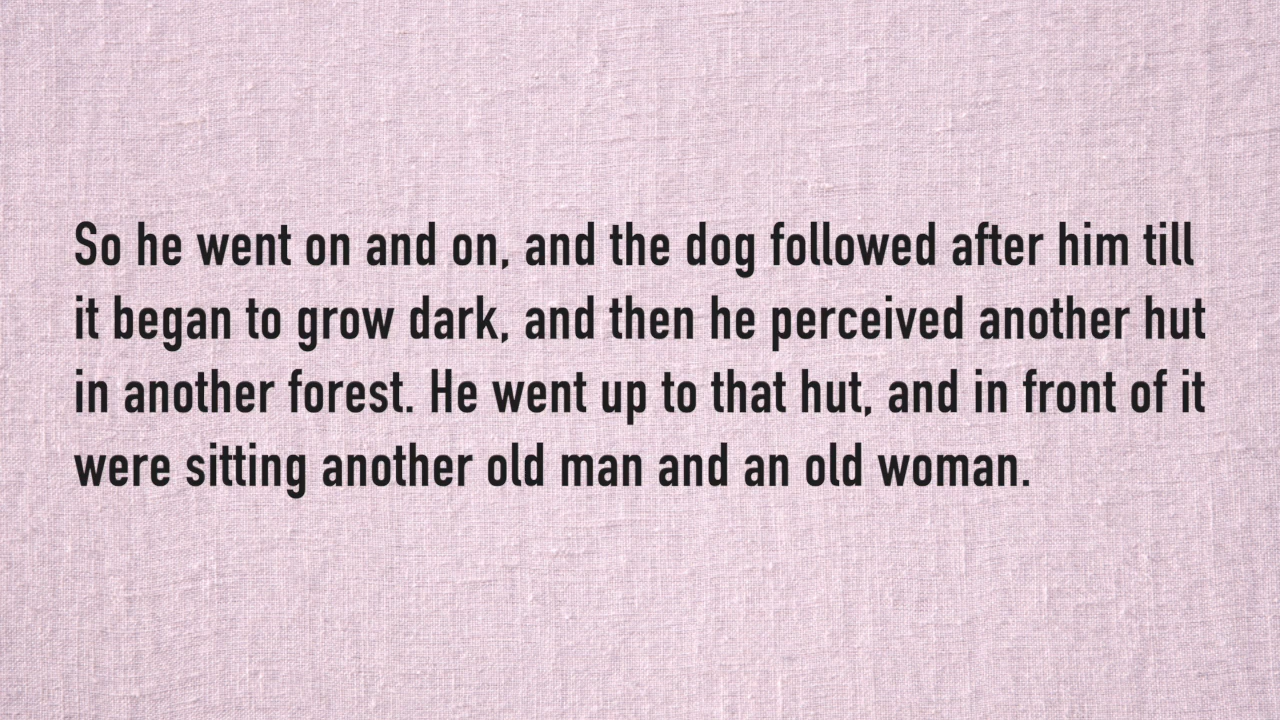 So he went on and on, and the dog followed after him till
it began to grow dark, and then he perceived another hut
in another forest. He went up to that hut, and in front of it
were sitting another old man and an old woman.